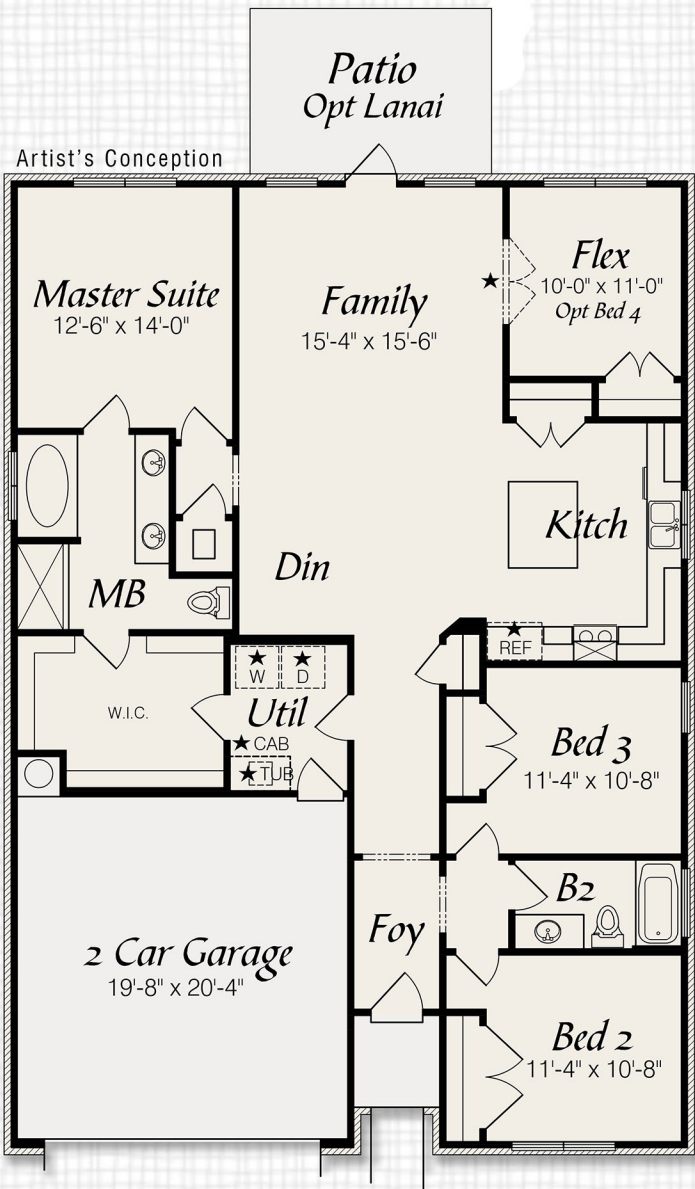 Patio
Opt Lanai
Artist's Conception
Master Suite
12'-6" x 14'-0"
Family
15'-4" x 15'-6"
★
Flex
10'-0" x 11'-0"
Opt Bed 4
Kitch
Din
MB
★
REF
★
W
★
D
Util
W.I.C.
★ CAB
★ TUB
Bed 3
11'-4" x 10'-8"
B2
Foy
2 Car Garage
19'-8" x 20'-4"
Bed 2
11'-4" x 10'-8"